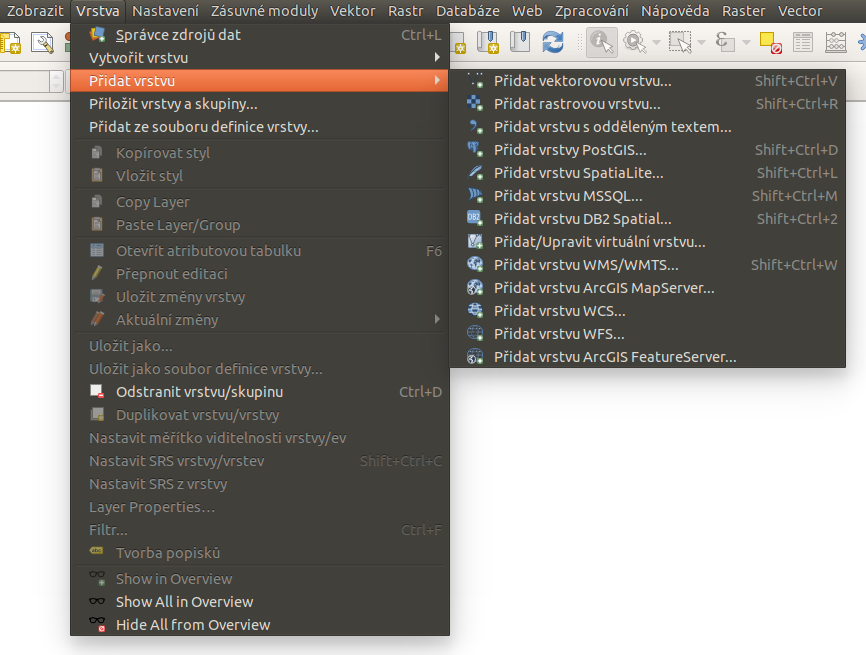 Zobrazit Vrstva Nastavení Zásuvné moduly Vektor Rastr Databáze Web Zpracování Nápověda Raster Vector
Správce zdrojů dat Ctrl+L
Vytvořit vrstvu
Přidat vrstvu
Přiložit vrstvy a skupiny...
Přidat ze souboru definice vrstvy...
Kopírovat styl
Vložit styl
Copy Layer
Paste Layer/Group
Otevřít atributovou tabulku F6
Přepnout editaci
Uložit změny vrstvy
Aktuální změny
Uložit jako...
Uložit jako soubor definice vrstvy...
Odstranit vrstvu/skupinu Ctrl+D
Duplikovat vrstvu/vrstvy
Nastavit měřítko viditelnosti vrstvy/ev
Nastavit SRS vrstvy/vrstev Shift+Ctrl+C
Nastavit SRS z vrstvy
Layer Properties...
Filtr... Ctrl+F
abc Tvorba popisků
Show in Overview
Show All in Overview
Hide All from Overview
Přidat vektorovou vrstvu... Shift+Ctrl+V
Přidat rastrovou vrstvu... Shift+Ctrl+R
Přidat vrstvu s odděleným textem...
Přidat vrstvy PostGIS... Shift+Ctrl+D
Přidat vrstvu SpatiaLite... Shift+Ctrl+L
Přidat vrstvu MSSQL... Shift+Ctrl+M
DB2 Přidat vrstvu DB2 Spatial... Shift+Ctrl+2
Přidat/Upravit virtuální vrstvu...
Přidat vrstvu WMS/WMTS... Shift+Ctrl+W
Přidat vrstvu ArcGIS MapServer...
Přidat vrstvu WCS...
Přidat vrstvu WFS...
Přidat vrstvu ArcGIS FeatureServer...